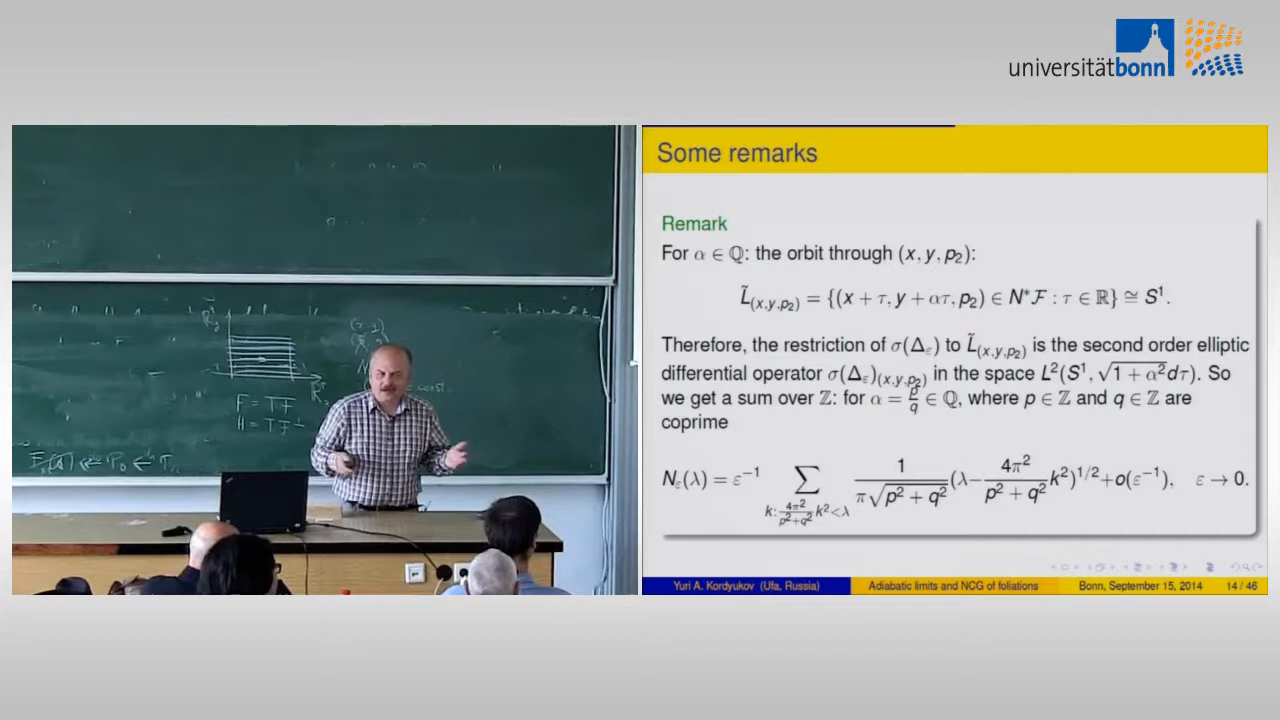 universitätbonn
Some remarks
Remark
For α ∈ ℚ: the orbit through (x, y, p₂):
L̃_(x,y,p₂) = {(x + τ, y + ατ, p₂) ∈ N*𝓕 : τ ∈ ℝ} ≅ S¹.
Therefore, the restriction of σ(Δ_ε) to L̃_(x,y,p₂) is the second order elliptic
differential operator σ(Δ_ε)_(x,y,p₂) in the space L²(S¹, √(1 + α²)dτ). So
we get a sum over ℤ: for α = p/q ∈ ℚ, where p ∈ ℤ and q ∈ ℤ are
coprime
N_ε(λ) = ε⁻¹ ∑_{k: 4π²/(p²+q²) k² < λ} 1/(π√(p² + q²)) (λ − 4π²/(p² + q²) k²)^{1/2} + o(ε⁻¹), ε → 0.
Yuri A. Kordyukov (Ufa, Russia) Adiabatic limits and NCG of foliations Bonn, September 15, 2014 14 / 46
F = TF
H = TF⊥
const.